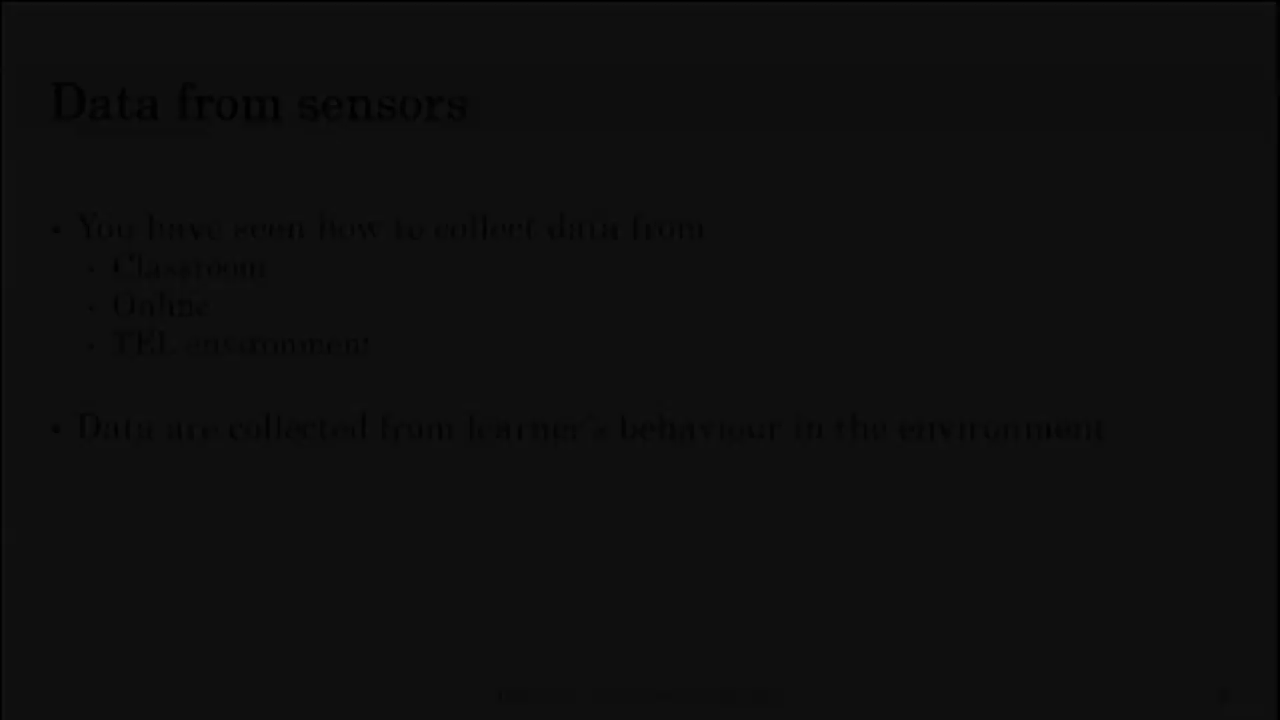 Data from sensors
• You have seen how to collect data from
• Classroom
• Online
• TEL environment
• Data are collected from learner's behaviour in the environment